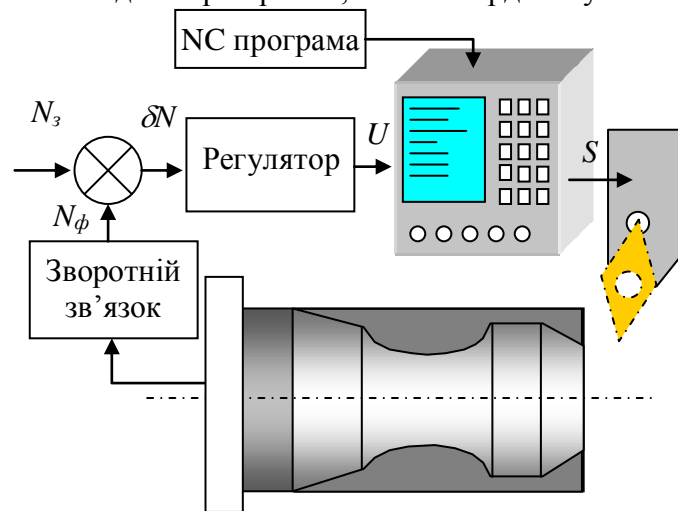 NC програма
Nз
δN
U
Регулятор
S
Nф
Зворотній
зв’язок